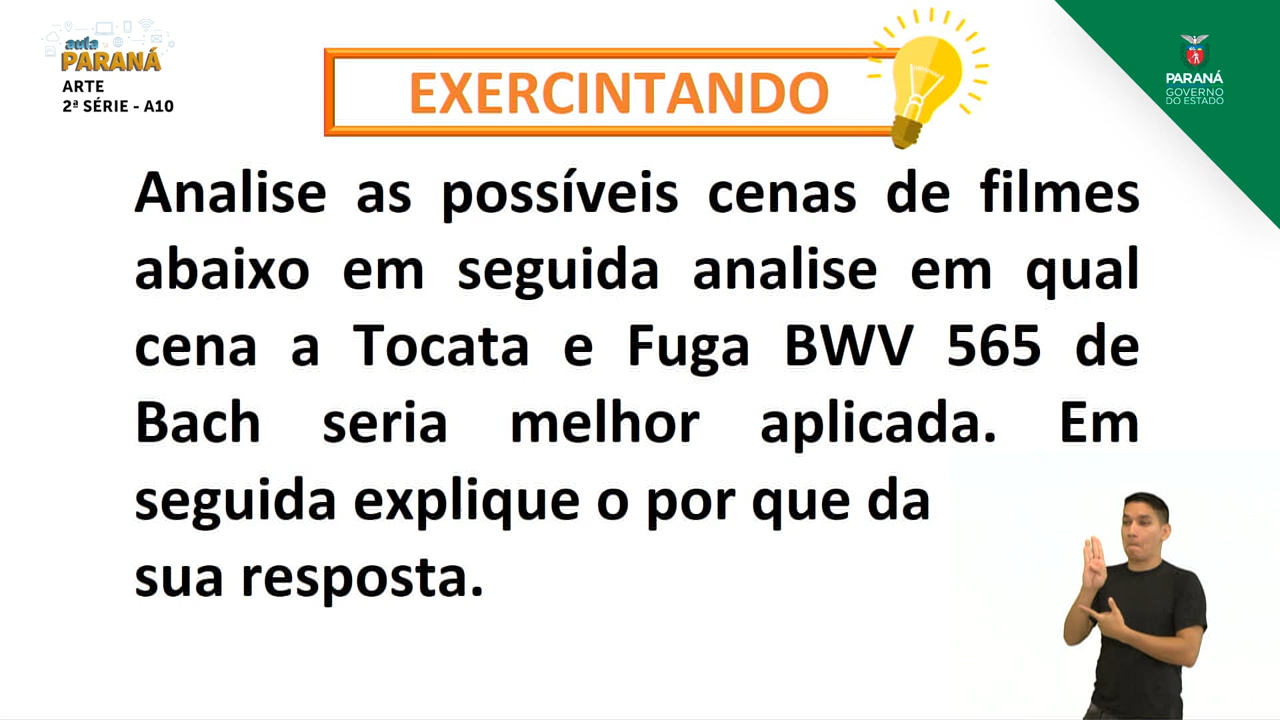 aula
PARANÁ
ARTE
2ª SÉRIE - A10
EXERCINTANDO
PARANÁ
GOVERNO
DO ESTADO
Analise as possíveis cenas de filmes
abaixo em seguida analise em qual
cena a Tocata e Fuga BWV 565 de
Bach seria melhor aplicada. Em
seguida explique o por que da
sua resposta.